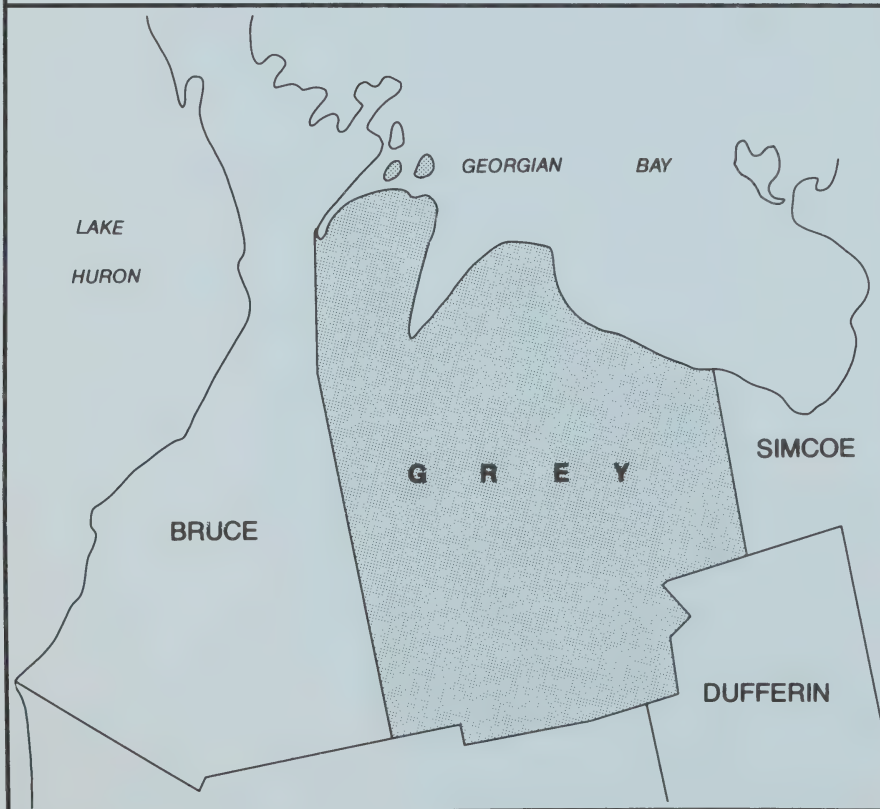 GEORGIAN BAY
LAKE
HURON
SIMCOE
G R E Y
BRUCE
DUFFERIN